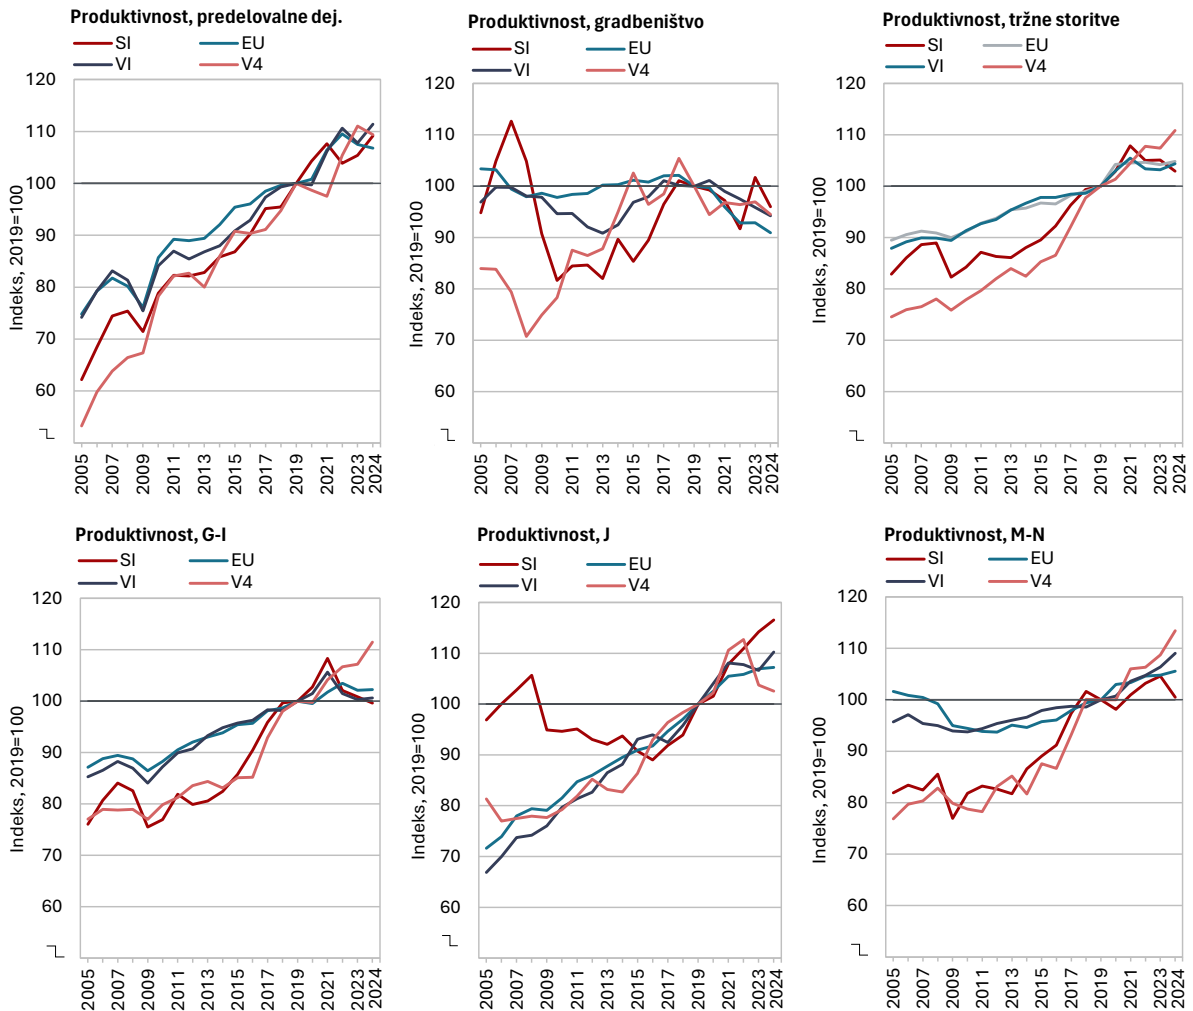 Produktivnost, predelovalne dej.
SI EU
VI V4
Indeks, 2019=100
120
110
100
90
80
70
60
2005 2007 2009 2011 2013 2015 2017 2019 2021 2023 2024
Produktivnost, gradbeništvo
SI EU
VI V4
Indeks, 2019=100
120
110
100
90
80
70
60
2005 2007 2009 2011 2013 2015 2017 2019 2021 2023 2024
Produktivnost, tržne storitve
SI EU
VI V4
Indeks, 2019=100
120
110
100
90
80
70
60
2005 2007 2009 2011 2013 2015 2017 2019 2021 2023 2024
Produktivnost, G-I
SI EU
VI V4
Indeks, 2019=100
120
110
100
90
80
70
60
2005 2007 2009 2011 2013 2015 2017 2019 2021 2023 2024
Produktivnost, J
SI EU
VI V4
Indeks, 2019=100
120
110
100
90
80
70
60
2005 2007 2009 2011 2013 2015 2017 2019 2021 2023 2024
Produktivnost, M-N
SI EU
VI V4
Indeks, 2019=100
120
110
100
90
80
70
60
2005 2007 2009 2011 2013 2015 2017 2019 2021 2023 2024